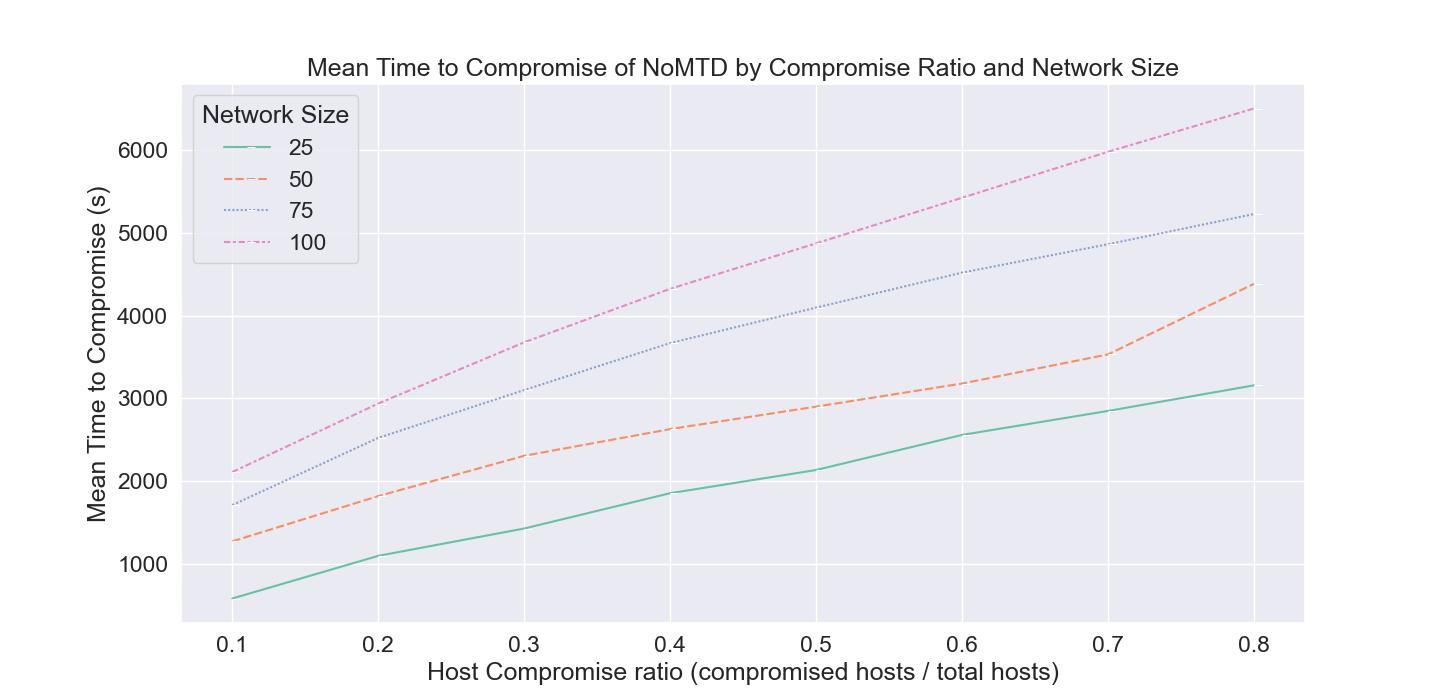 Mean Time to Compromise of NoMTD by Compromise Ratio and Network Size
Network Size
25
50
75
100
Mean Time to Compromise (s)
6000
5000
4000
3000
2000
1000
0.1 0.2 0.3 0.4 0.5 0.6 0.7 0.8
Host Compromise ratio (compromised hosts / total hosts)